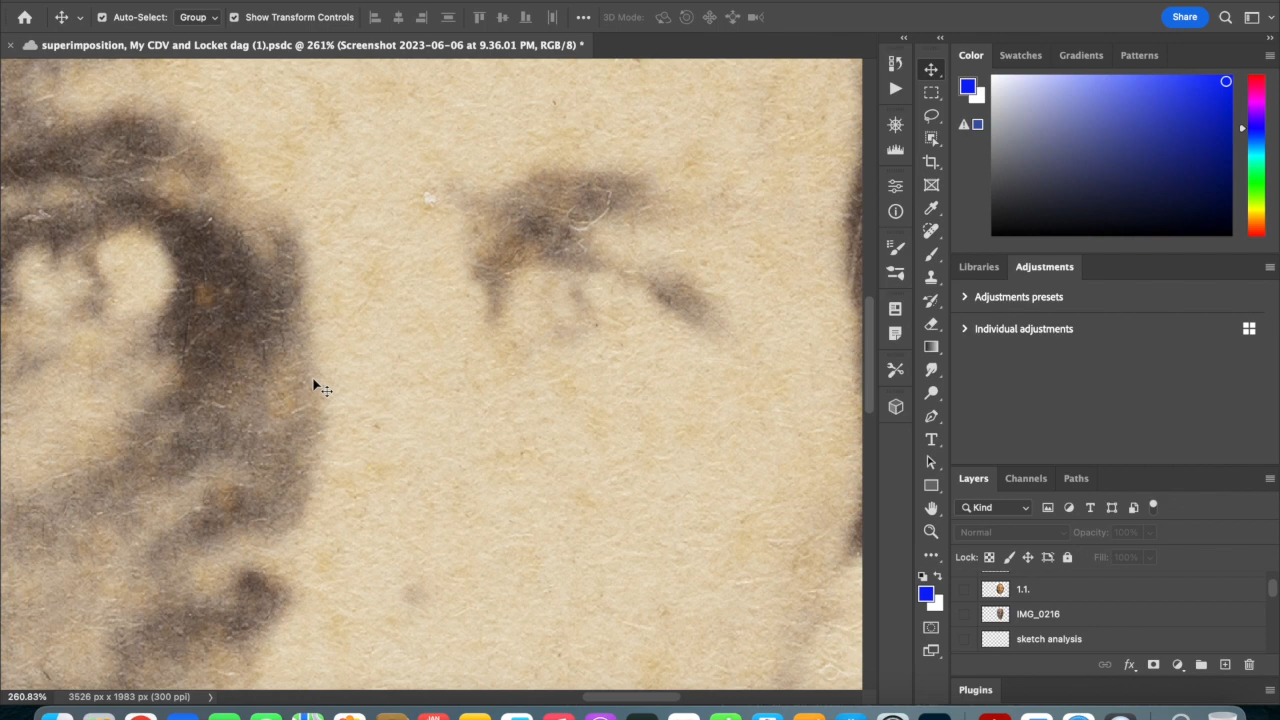 Auto-Select: Group Show Transform Controls 3D Mode: Share
× superimposition, My CDV and Locket dag (1).psdc @ 261% (Screenshot 2023-06-06 at 9.36.01 PM, RGB/8) *
Color Swatches Gradients Patterns
Libraries Adjustments
Adjustments presets
Individual adjustments
Layers Channels Paths
Kind
Normal Opacity: 100%
Lock: Fill: 100%
1.1.
IMG_0216
sketch analysis
Plugins
260.83% 3526 px x 1983 px (300 ppi)